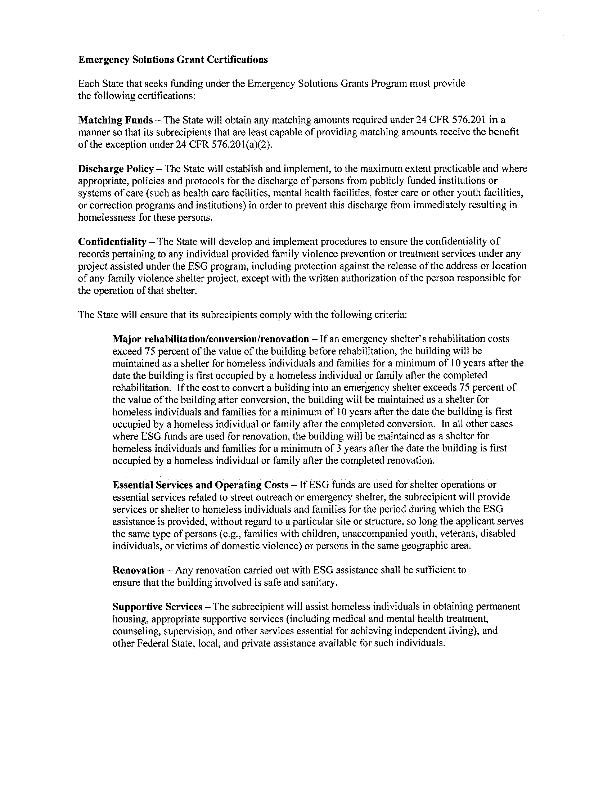 Emergency Solutions Grant Certifications
Each State that seeks funding under the Emergency Solutions Grants Program must provide
the following certifications:
Matching Funds – The State will obtain any matching amounts required under 24 CFR 576.201 in a
manner so that its subrecipients that are least capable of providing matching amounts receive the benefit
of the exception under 24 CFR 576.201(a)(2).
Discharge Policy – The State will establish and implement, to the maximum extent practicable and where
appropriate, policies and protocols for the discharge of persons from publicly funded institutions or
systems of care (such as health care facilities, mental health facilities, foster care or other youth facilities,
or correction programs and institutions) in order to prevent this discharge from immediately resulting in
homelessness for these persons.
Confidentiality – The State will develop and implement procedures to ensure the confidentiality of
records pertaining to any individual provided family violence prevention or treatment services under any
project assisted under the ESG program, including protection against the release of the address or location
of any family violence shelter project, except with the written authorization of the person responsible for
the operation of that shelter.
The State will ensure that its subrecipients comply with the following criteria:
Major rehabilitation/conversion/renovation – If an emergency shelter's rehabilitation costs
exceed 75 percent of the value of the building before rehabilitation, the building will be
maintained as a shelter for homeless individuals and families for a minimum of 10 years after the
date the building is first occupied by a homeless individual or family after the completed
rehabilitation. If the cost to convert a building into an emergency shelter exceeds 75 percent of
the value of the building after conversion, the building will be maintained as a shelter for
homeless individuals and families for a minimum of 10 years after the date the building is first
occupied by a homeless individual or family after the completed conversion. In all other cases
where ESG funds are used for renovation, the building will be maintained as a shelter for
homeless individuals and families for a minimum of 3 years after the date the building is first
occupied by a homeless individual or family after the completed renovation.
Essential Services and Operating Costs – If ESG funds are used for shelter operations or
essential services related to street outreach or emergency shelter, the subrecipient will provide
services or shelter to homeless individuals and families for the period during which the ESG
assistance is provided, without regard to a particular site or structure, so long the applicant serves
the same type of persons (e.g., families with children, unaccompanied youth, veterans, disabled
individuals, or victims of domestic violence) or persons in the same geographic area.
Renovation – Any renovation carried out with ESG assistance shall be sufficient to
ensure that the building involved is safe and sanitary.
Supportive Services – The subrecipient will assist homeless individuals in obtaining permanent
housing, appropriate supportive services (including medical and mental health treatment,
counseling, supervision, and other services essential for achieving independent living), and
other Federal State, local, and private assistance available for such individuals.